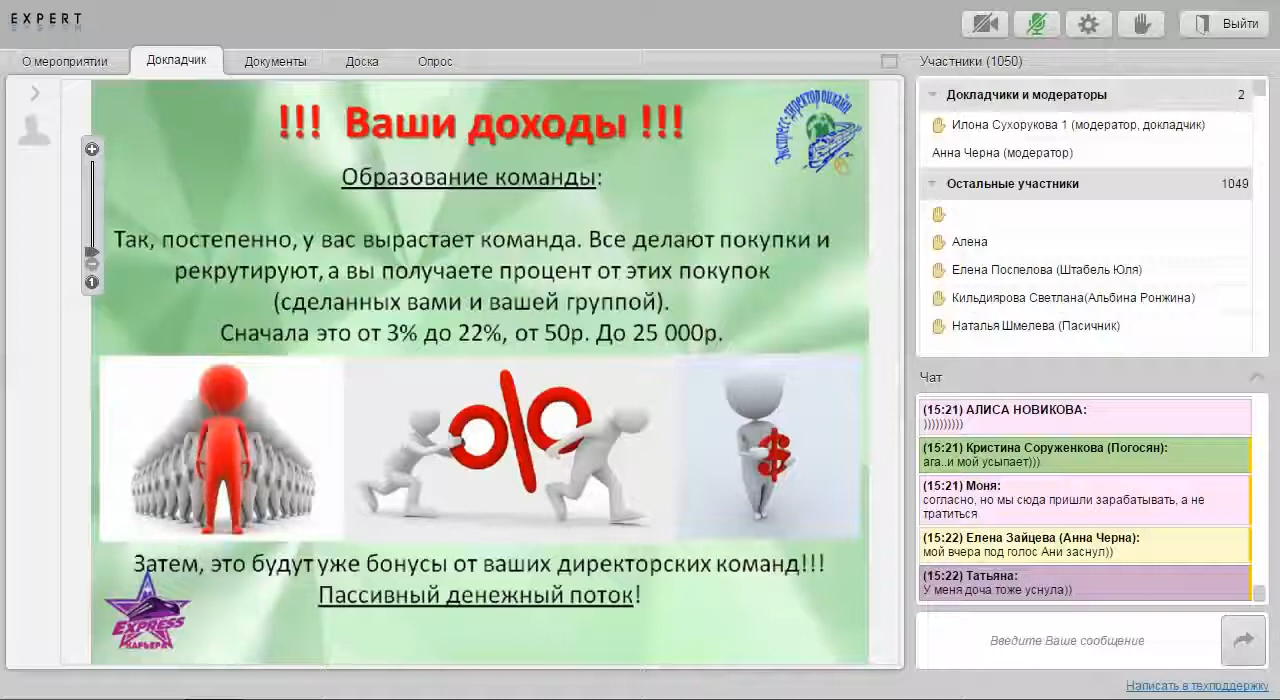 EXPERT
Выйти
О мероприятии
Докладчик
Документы
Доска
Опрос
!!! Ваши доходы !!!
Экспресс-директор онлайн
Образование команды:
Так, постепенно, у вас вырастает команда. Все делают покупки и
рекрутируют, а вы получаете процент от этих покупок
(сделанных вами и вашей группой).
Сначала это от 3% до 22%, от 50р. До 25 000р.
Затем, это будут уже бонусы от ваших директорских команд!!!
Пассивный денежный поток!
EXPRESS
КАРЬЕРА
Участники (1050)
Докладчики и модераторы 2
Илона Сухорукова 1 (модератор, докладчик)
Анна Черна (модератор)
Остальные участники 1049
Алена
Елена Поспелова (Штабель Юля)
Кильдиярова Светлана(Альбина Ронжина)
Наталья Шмелева (Пасичник)
Чат
(15:21) АЛИСА НОВИКОВА:
))))))))))
(15:21) Кристина Соруженкова (Погосян):
ага..и мой усыпает)))
(15:21) Моня:
согласно, но мы сюда пришли зарабатывать, а не
тратиться
(15:22) Елена Зайцева (Анна Черна):
мой вчера под голос Ани заснул))
(15:22) Татьяна:
У меня доча тоже уснула))
Введите Ваше сообщение
Написать в техподдержку